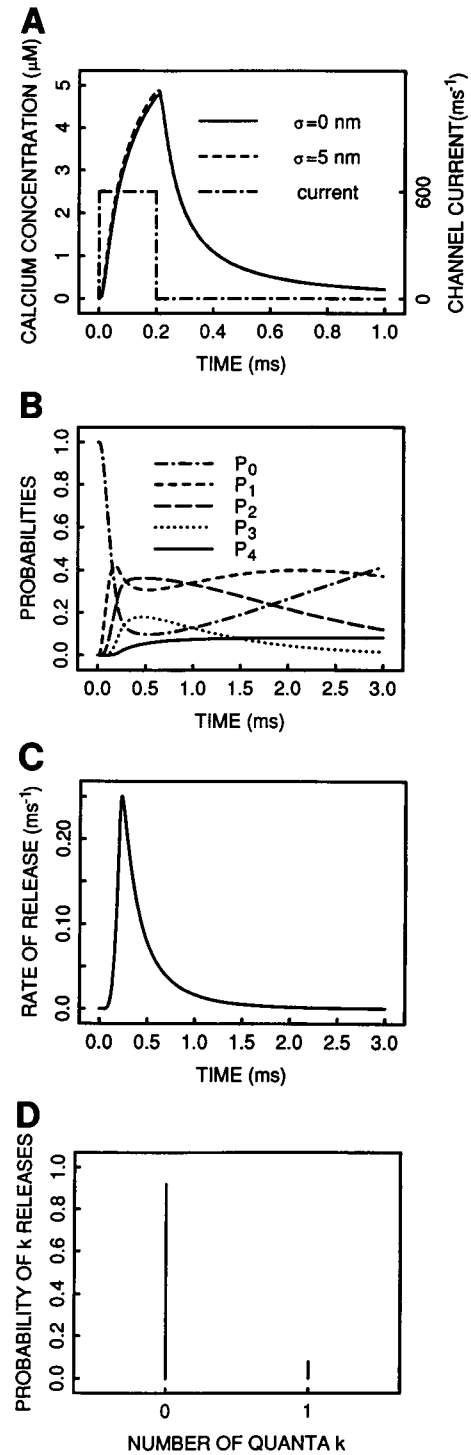 A
CALCIUM CONCENTRATION (μM)
5
4
3
2
1
0
σ=0 nm
σ=5 nm
current
600
0
CHANNEL CURRENT(ms-1)
0.0 0.2 0.4 0.6 0.8 1.0
TIME (ms)
B
PROBABILITIES
1.0
0.8
0.6
0.4
0.2
0.0
P0
P1
P2
P3
P4
0.0 0.5 1.0 1.5 2.0 2.5 3.0
TIME (ms)
C
RATE OF RELEASE (ms-1)
0.20
0.10
0.0
0.0 0.5 1.0 1.5 2.0 2.5 3.0
TIME (ms)
D
PROBABILITY OF k RELEASES
1.0
0.8
0.6
0.4
0.2
0.0
0 1
NUMBER OF QUANTA k